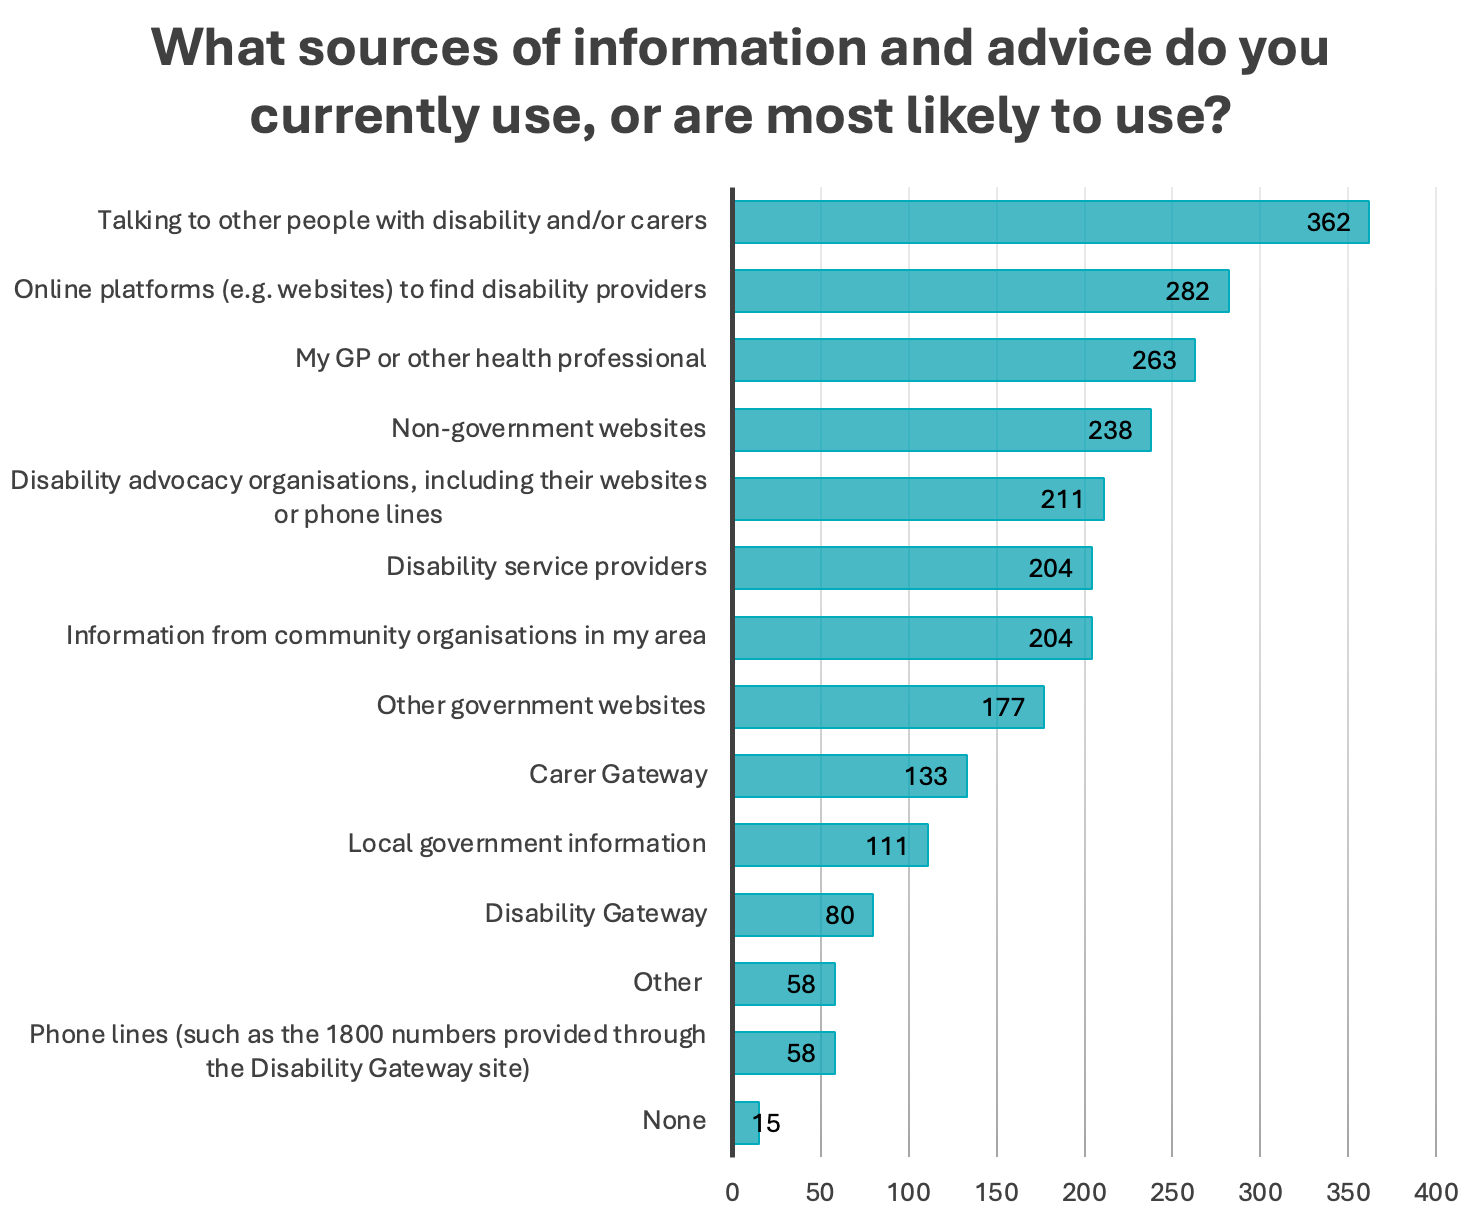 What sources of information and advice do you
currently use, or are most likely to use?
Talking to other people with disability and/or carers
362
Online platforms (e.g. websites) to find disability providers
282
My GP or other health professional
263
Non-government websites
238
Disability advocacy organisations, including their websites
or phone lines
211
Disability service providers
204
Information from community organisations in my area
204
Other government websites
177
Carer Gateway
133
Local government information
111
Disability Gateway
80
Other
58
Phone lines (such as the 1800 numbers provided through
the Disability Gateway site)
58
None
15
0 50 100 150 200 250 300 350 400